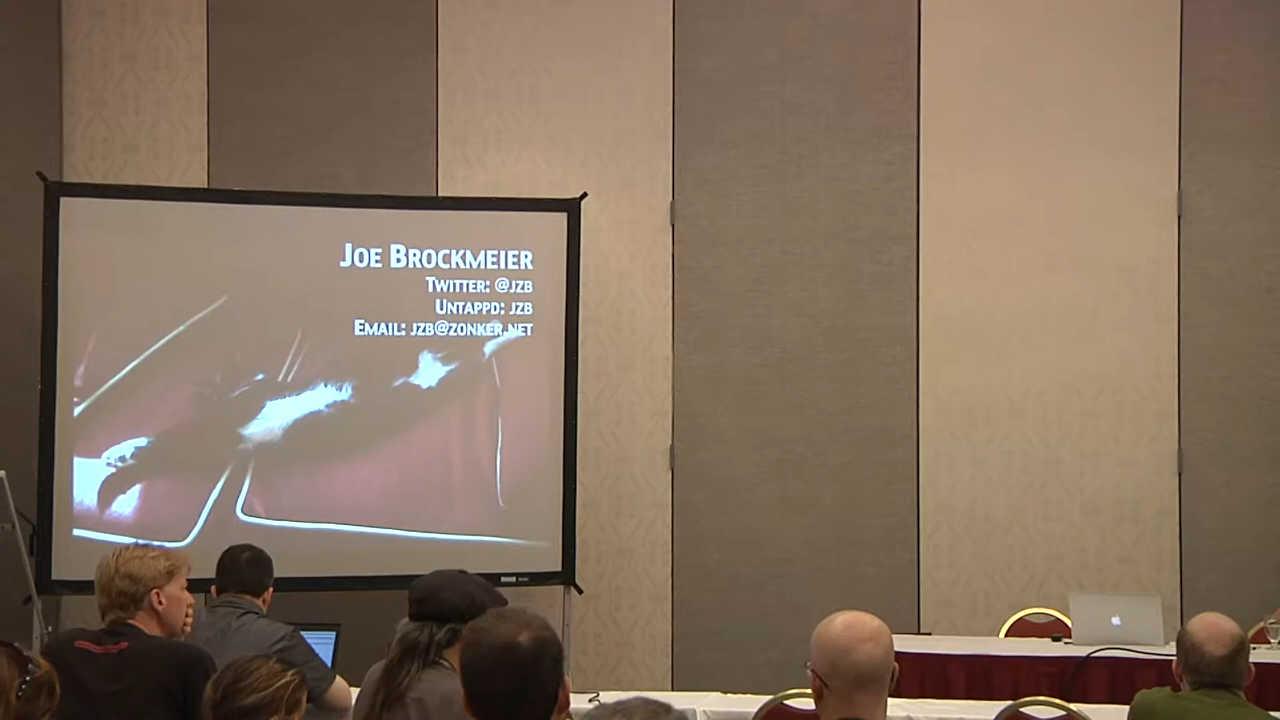 Joe Brockmeier
Twitter: @jzb
Untappd: jzb
Email: jzb@zonker.net